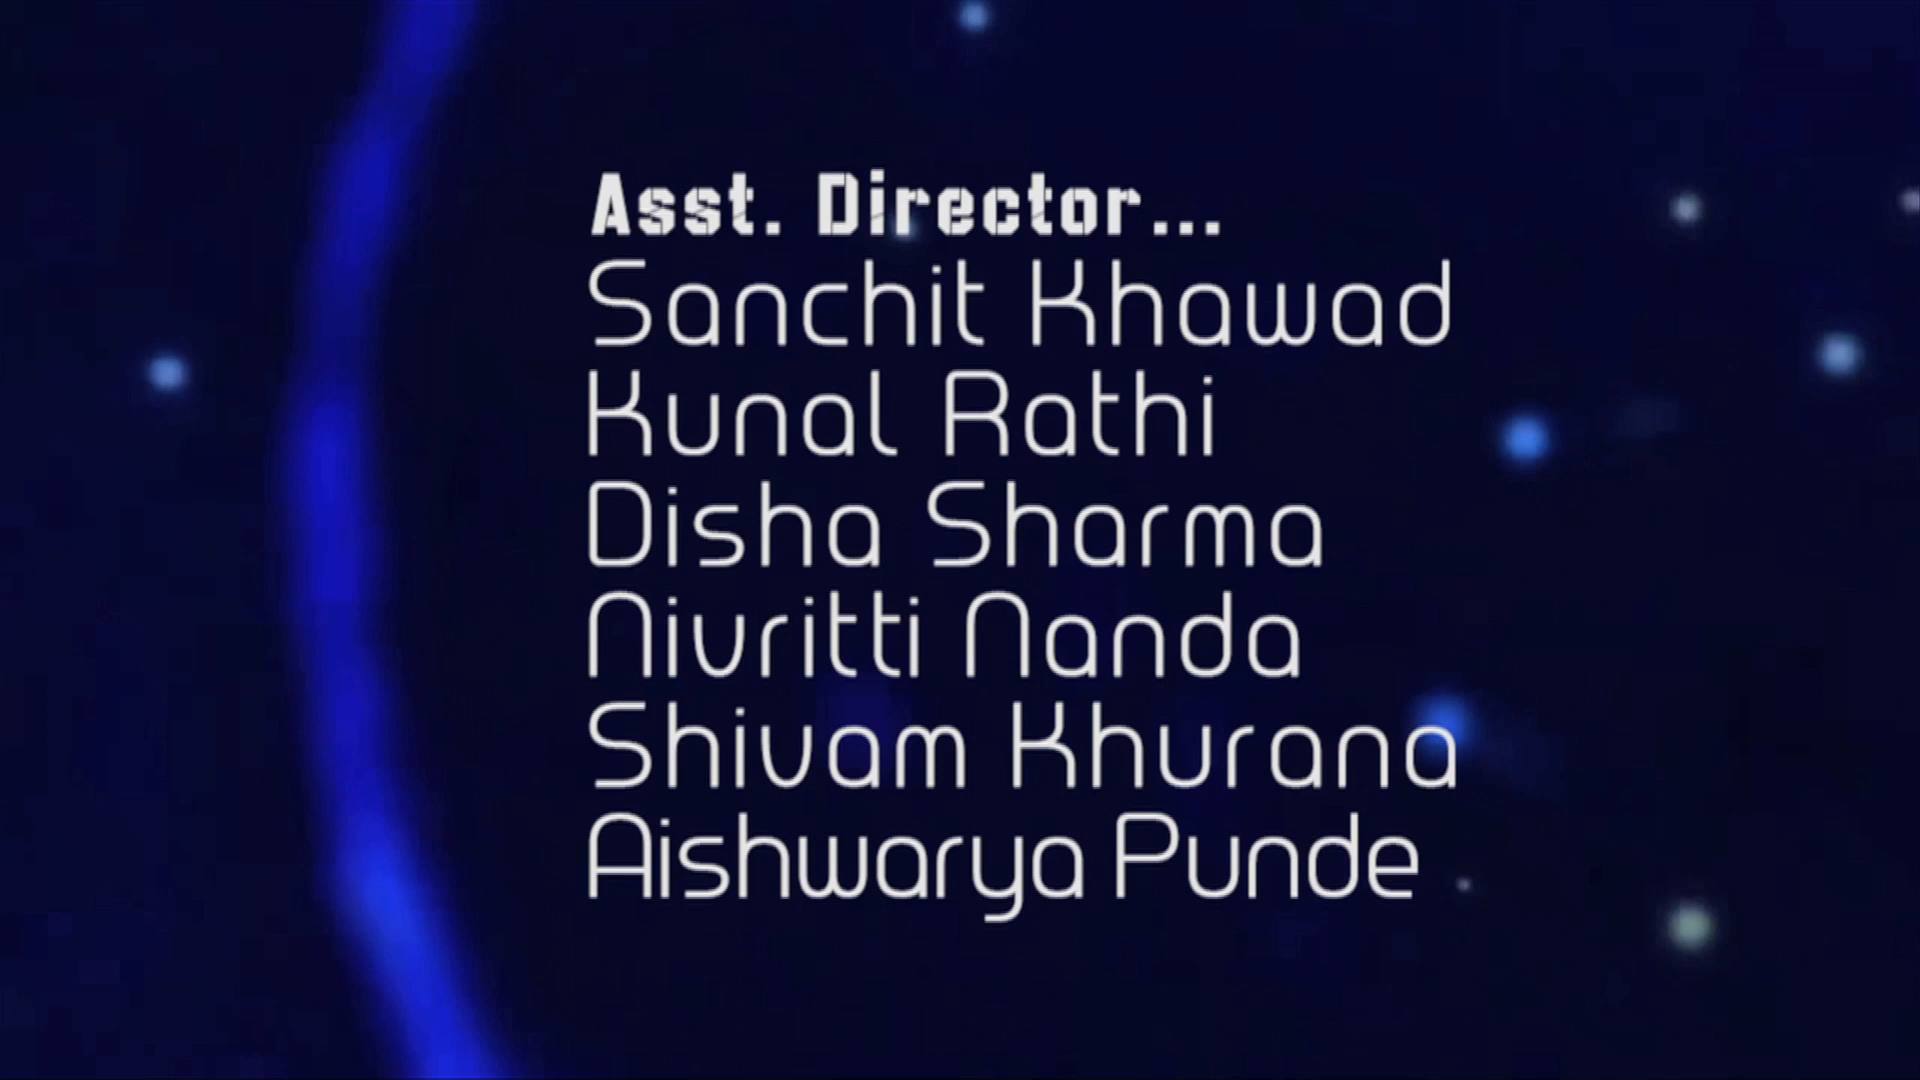 Asst. Director...
Sanchit Khawad
Kunal Rathi
Disha Sharma
Nivritti Nanda
Shivam Khurana
Aishwarya Punde